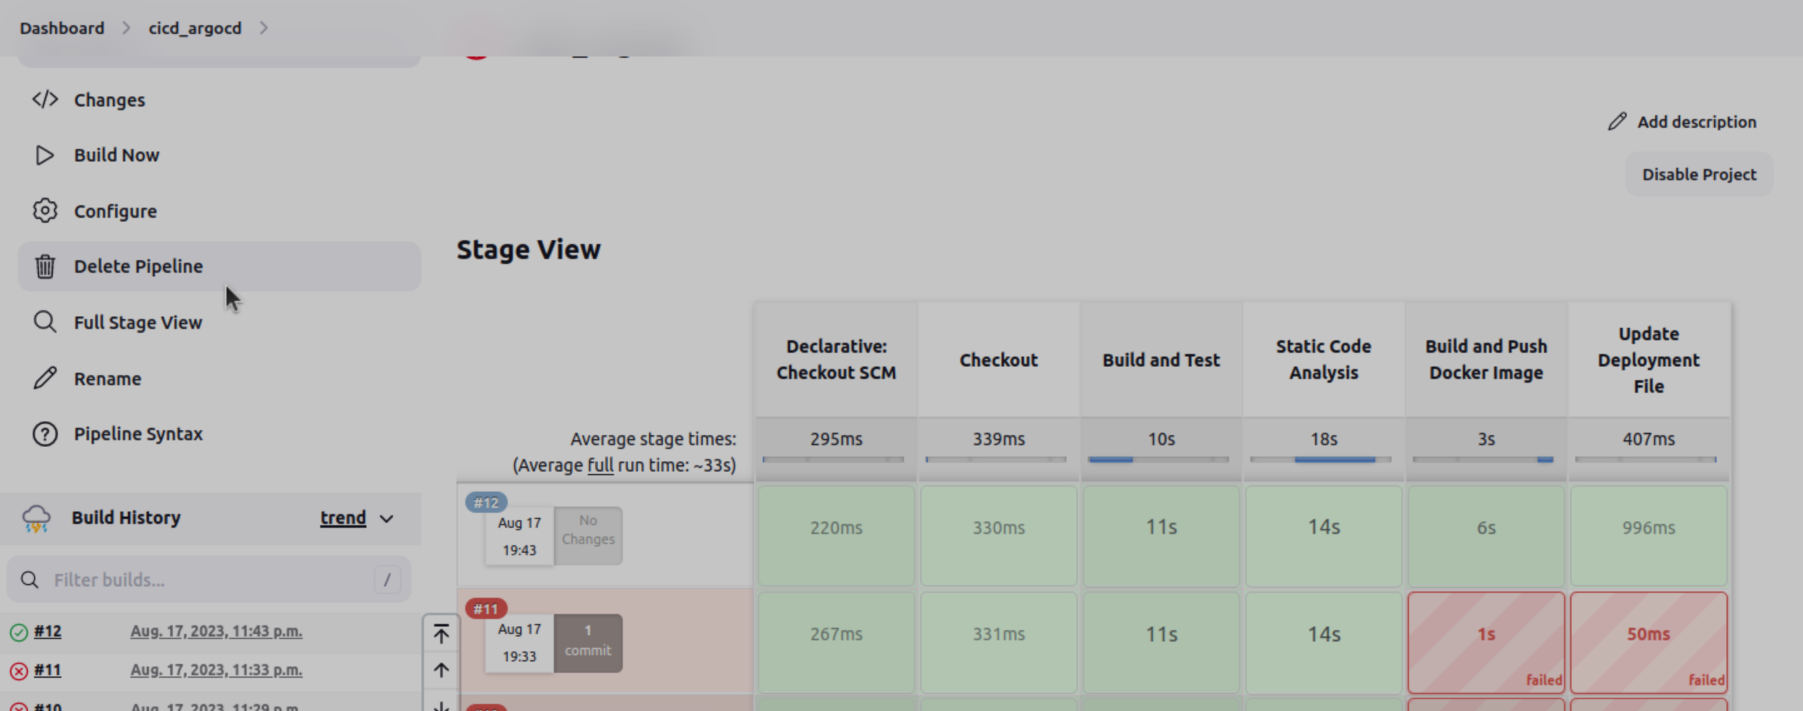 Dashboard
cicd_argocd
Changes
Build Now
Configure
Delete Pipeline
Full Stage View
Rename
Pipeline Syntax
Build History
trend
Filter builds...
/
#12
Aug. 17, 2023, 11:43 p.m.
#11
Aug. 17, 2023, 11:33 p.m.
#10
Aug. 17, 2023, 11:29 p.m.
Add description
Disable Project
Stage View
Declarative:
Checkout SCM
Checkout
Build and Test
Static Code
Analysis
Build and Push
Docker Image
Update
Deployment
File
Average stage times:
(Average full run time: ~33s)
295ms
339ms
10s
18s
3s
407ms
#12
Aug 17
19:43
No
Changes
220ms
330ms
11s
14s
6s
996ms
#11
Aug 17
19:33
1
commit
267ms
331ms
11s
14s
1s
failed
50ms
failed